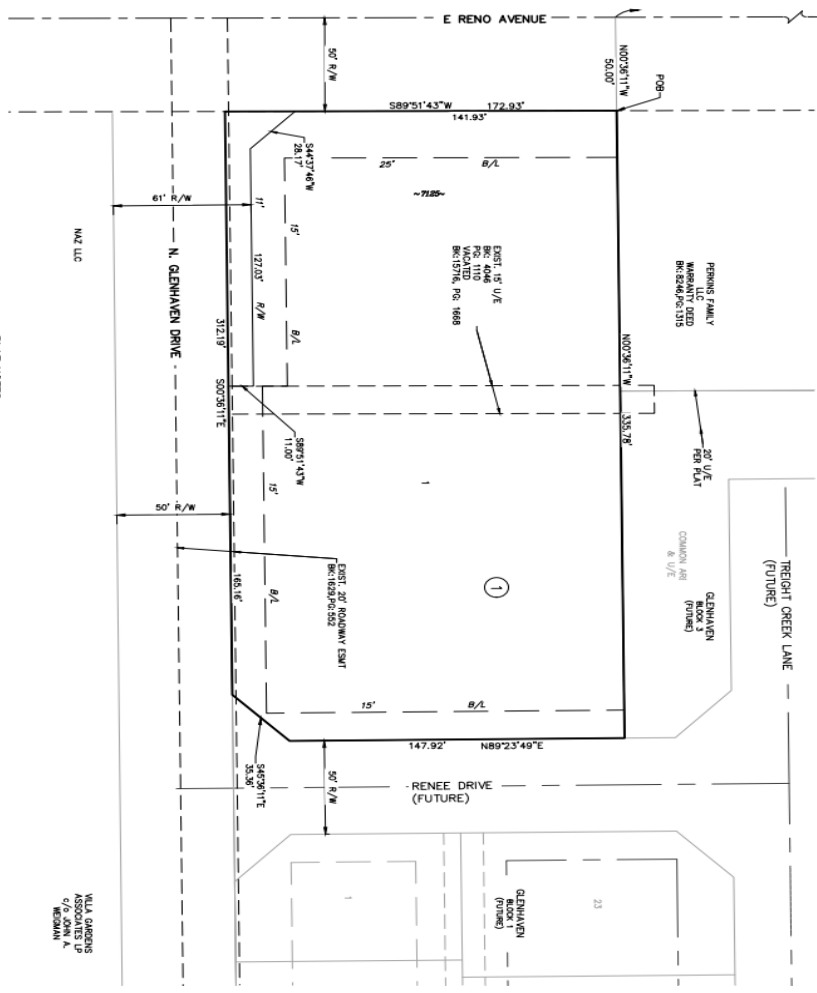 E RENO AVENUE
50' R/W
N00°36'11"W
50.00'
POB
S89°51'43"W 172.93'
141.93'
S44°37'46"W
28.17'
25' B/L
~7125~
61' R/W
11'
15'
127.03' R/W
B/L
NAZ LLC
N. GLENHAVEN DRIVE
312.19'
S00°36'11"E
EXIST. 15' U/E
BK: 4046
PG: 1110
VACATED
BK:15716, PG: 1668
PERKINS FAMILY
LLC
WARRANTY DEED
BK:8246,PG:1315
N00°36'11"W
335.78'
20' U/E
PER PLAT
S89°51'43"W
11.00'
15'
1
50' R/W
165.16'
B/L
EXIST. 20' ROADWAY ESMT
BK:1629,PG:552
1
COMMON ARE
& U/E
GLENHAVEN
BLOCK 3
(FUTURE)
TREIGHT CREEK LANE
(FUTURE)
15' B/L
147.92' N89°23'49"E
S45°36'11"E
35.36'
50' R/W
RENEE DRIVE
(FUTURE)
1
GLENHAVEN
BLOCK 1
(FUTURE)
23
VILLA GARDENS
ASSOCIATES LP
c/o JOHN A.
WEIDMAN